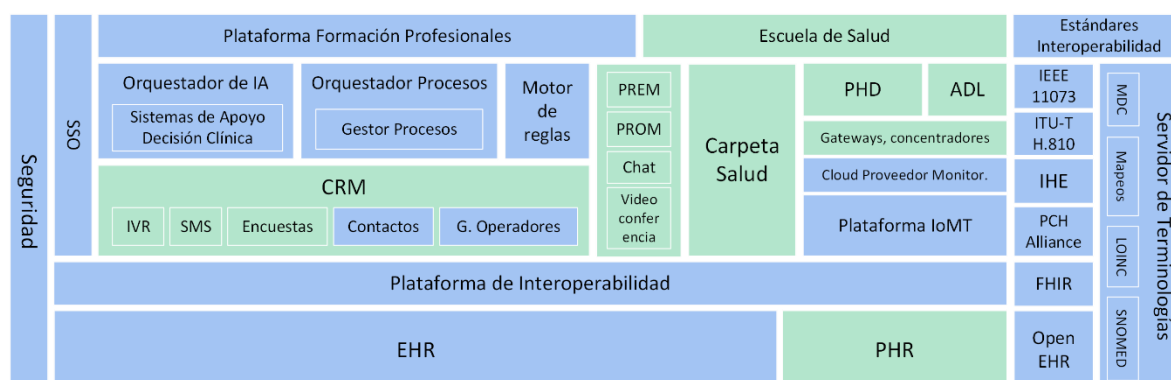 Seguridad
SSO
Plataforma Formación Profesionales
Escuela de Salud
Estándares
Interoperabilidad
Orquestador de IA
Sistemas de Apoyo
Decisión Clínica
Orquestador Procesos
Gestor Procesos
Motor
de
reglas
PREM
PROM
Chat
Video
confer
encia
Carpeta
Salud
PHD
ADL
Gateways, concentradores
Cloud Proveedor Monitor.
Plataforma IoMT
CRM
IVR
SMS
Encuestas
Contactos
G. Operadores
Plataforma de Interoperabilidad
EHR
PHR
IEEE
11073
ITU-T
H.810
IHE
PCH
Alliance
FHIR
Open
EHR
MDC
Mapeos
LOINC
SNOMED
Servidor de Terminologías